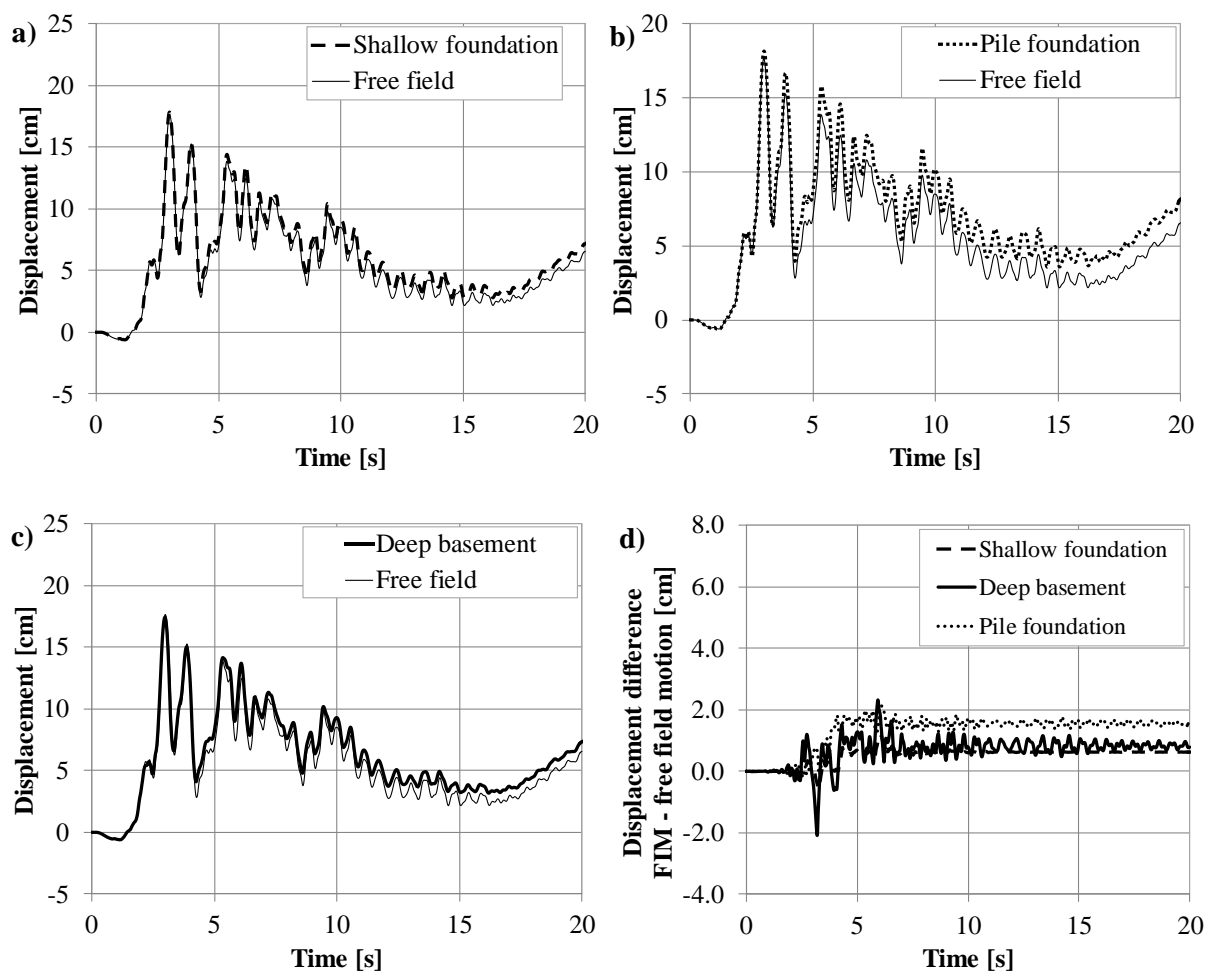 a)
25
20
15
10
5
0
-5
Displacement [cm]
Shallow foundation
Free field
0 5 10 15 20
Time [s]
b)
20
15
10
5
0
-5
Displacement [cm]
Pile foundation
Free field
0 5 10 15 20
Time [s]
c)
25
20
15
10
5
0
-5
Displacement [cm]
Deep basement
Free field
0 5 10 15 20
Time [s]
d)
8.0
6.0
4.0
2.0
0.0
-2.0
-4.0
Displacement difference
FIM - free field motion [cm]
Shallow foundation
Deep basement
Pile foundation
0 5 10 15 20
Time [s]